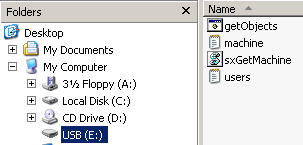 Folders
Desktop
My Documents
My Computer
3½ Floppy (A:)
Local Disk (C:)
CD Drive (D:)
USB (E:)
Name
getObjects
machine
sxGetMachine
users